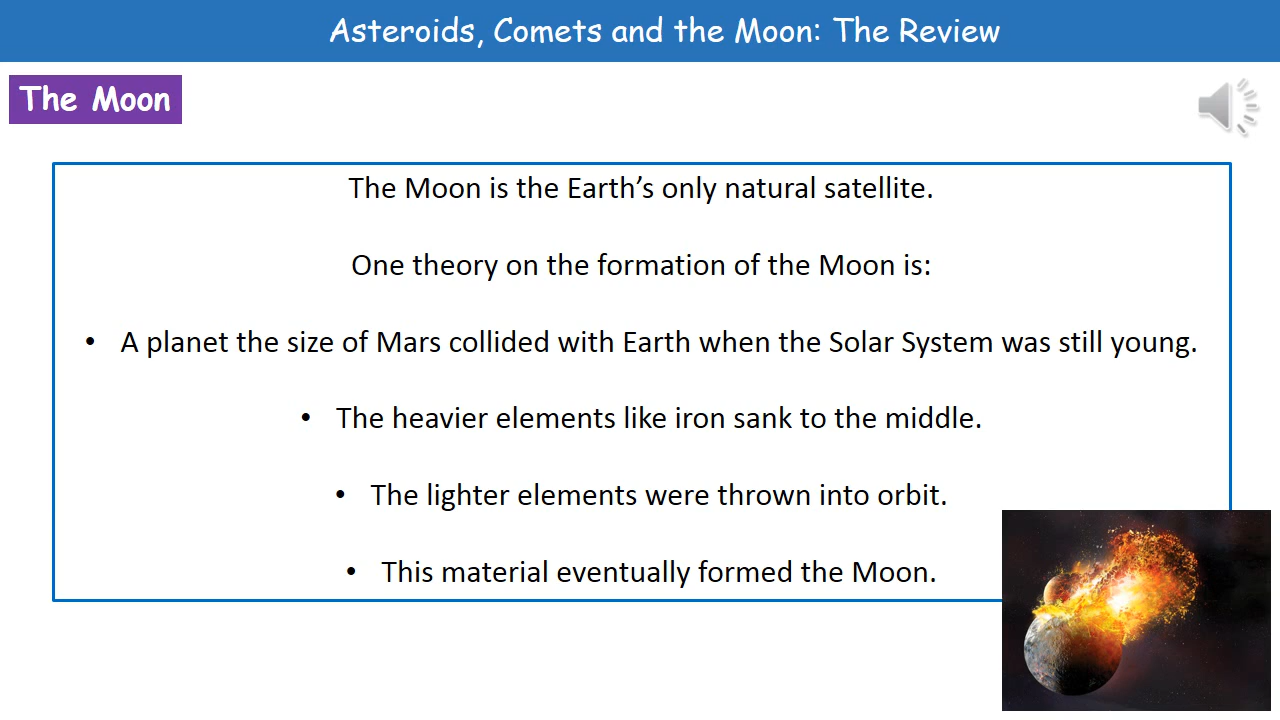 Asteroids, Comets and the Moon: The Review
The Moon
The Moon is the Earth’s only natural satellite.
One theory on the formation of the Moon is:
• A planet the size of Mars collided with Earth when the Solar System was still young.
• The heavier elements like iron sank to the middle.
• The lighter elements were thrown into orbit.
• This material eventually formed the Moon.